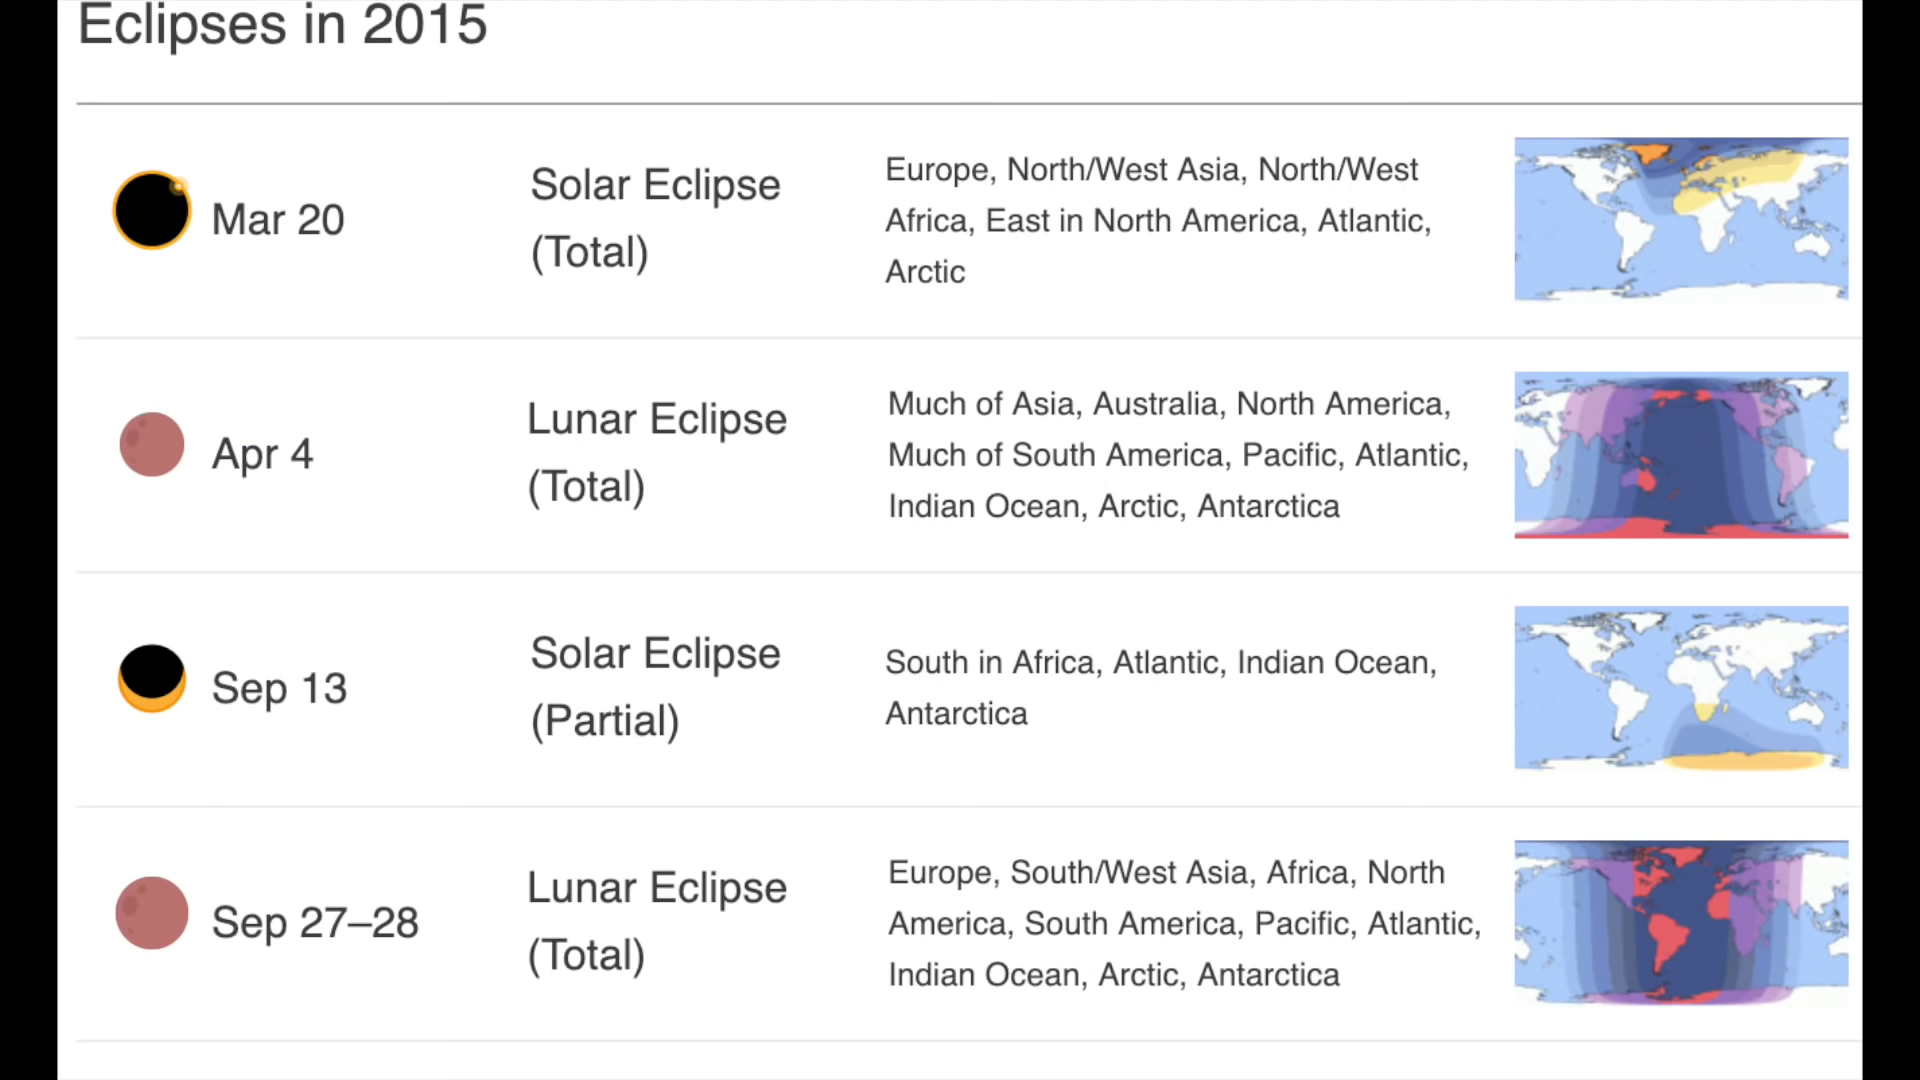 Eclipses in 2015
Mar 20
Solar Eclipse
(Total)
Europe, North/West Asia, North/West
Africa, East in North America, Atlantic,
Arctic
Apr 4
Lunar Eclipse
(Total)
Much of Asia, Australia, North America,
Much of South America, Pacific, Atlantic,
Indian Ocean, Arctic, Antarctica
Sep 13
Solar Eclipse
(Partial)
South in Africa, Atlantic, Indian Ocean,
Antarctica
Sep 27–28
Lunar Eclipse
(Total)
Europe, South/West Asia, Africa, North
America, South America, Pacific, Atlantic,
Indian Ocean, Arctic, Antarctica